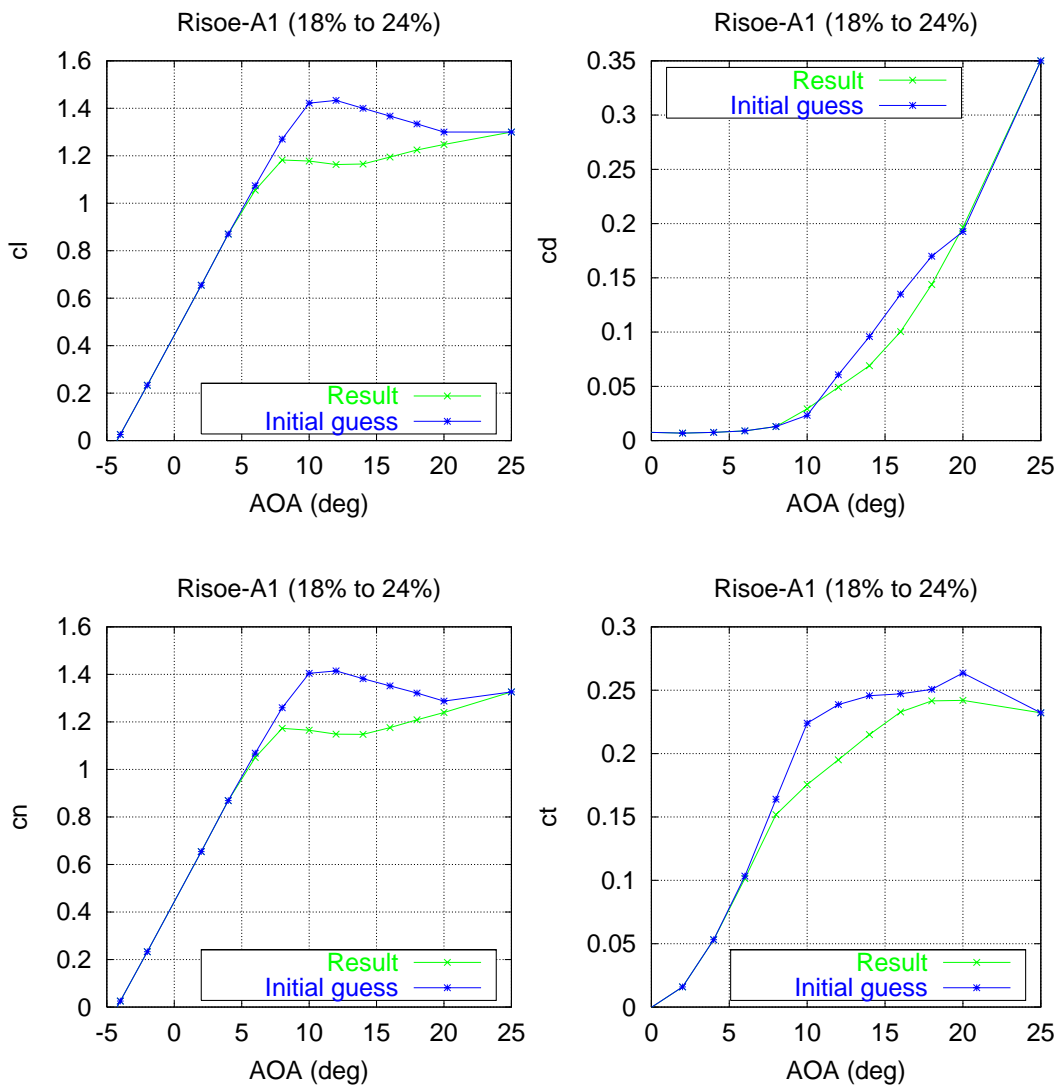 Risoe-A1 (18% to 24%)
1.6
1.4
1.2
1
0.8
0.6
0.4
0.2
0
cl
Result
Initial guess
-5 0 5 10 15 20 25
AOA (deg)
Risoe-A1 (18% to 24%)
0.35
0.3
0.25
0.2
0.15
0.1
0.05
0
cd
Result
Initial guess
0 5 10 15 20 25
AOA (deg)
Risoe-A1 (18% to 24%)
1.6
1.4
1.2
1
0.8
0.6
0.4
0.2
0
cn
Result
Initial guess
-5 0 5 10 15 20 25
AOA (deg)
Risoe-A1 (18% to 24%)
0.3
0.25
0.2
0.15
0.1
0.05
0
ct
Result
Initial guess
0 5 10 15 20 25
AOA (deg)